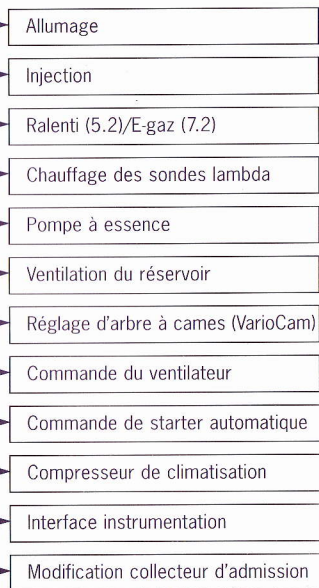 Allumage
Injection
Ralenti (5.2)/E-gaz (7.2)
Chauffage des sondes lambda
Pompe à essence
Ventilation du réservoir
Réglage d'arbre à cames (VarioCam)
Commande du ventilateur
Commande de starter automatique
Compresseur de climatisation
Interface instrumentation
Modification collecteur d'admission